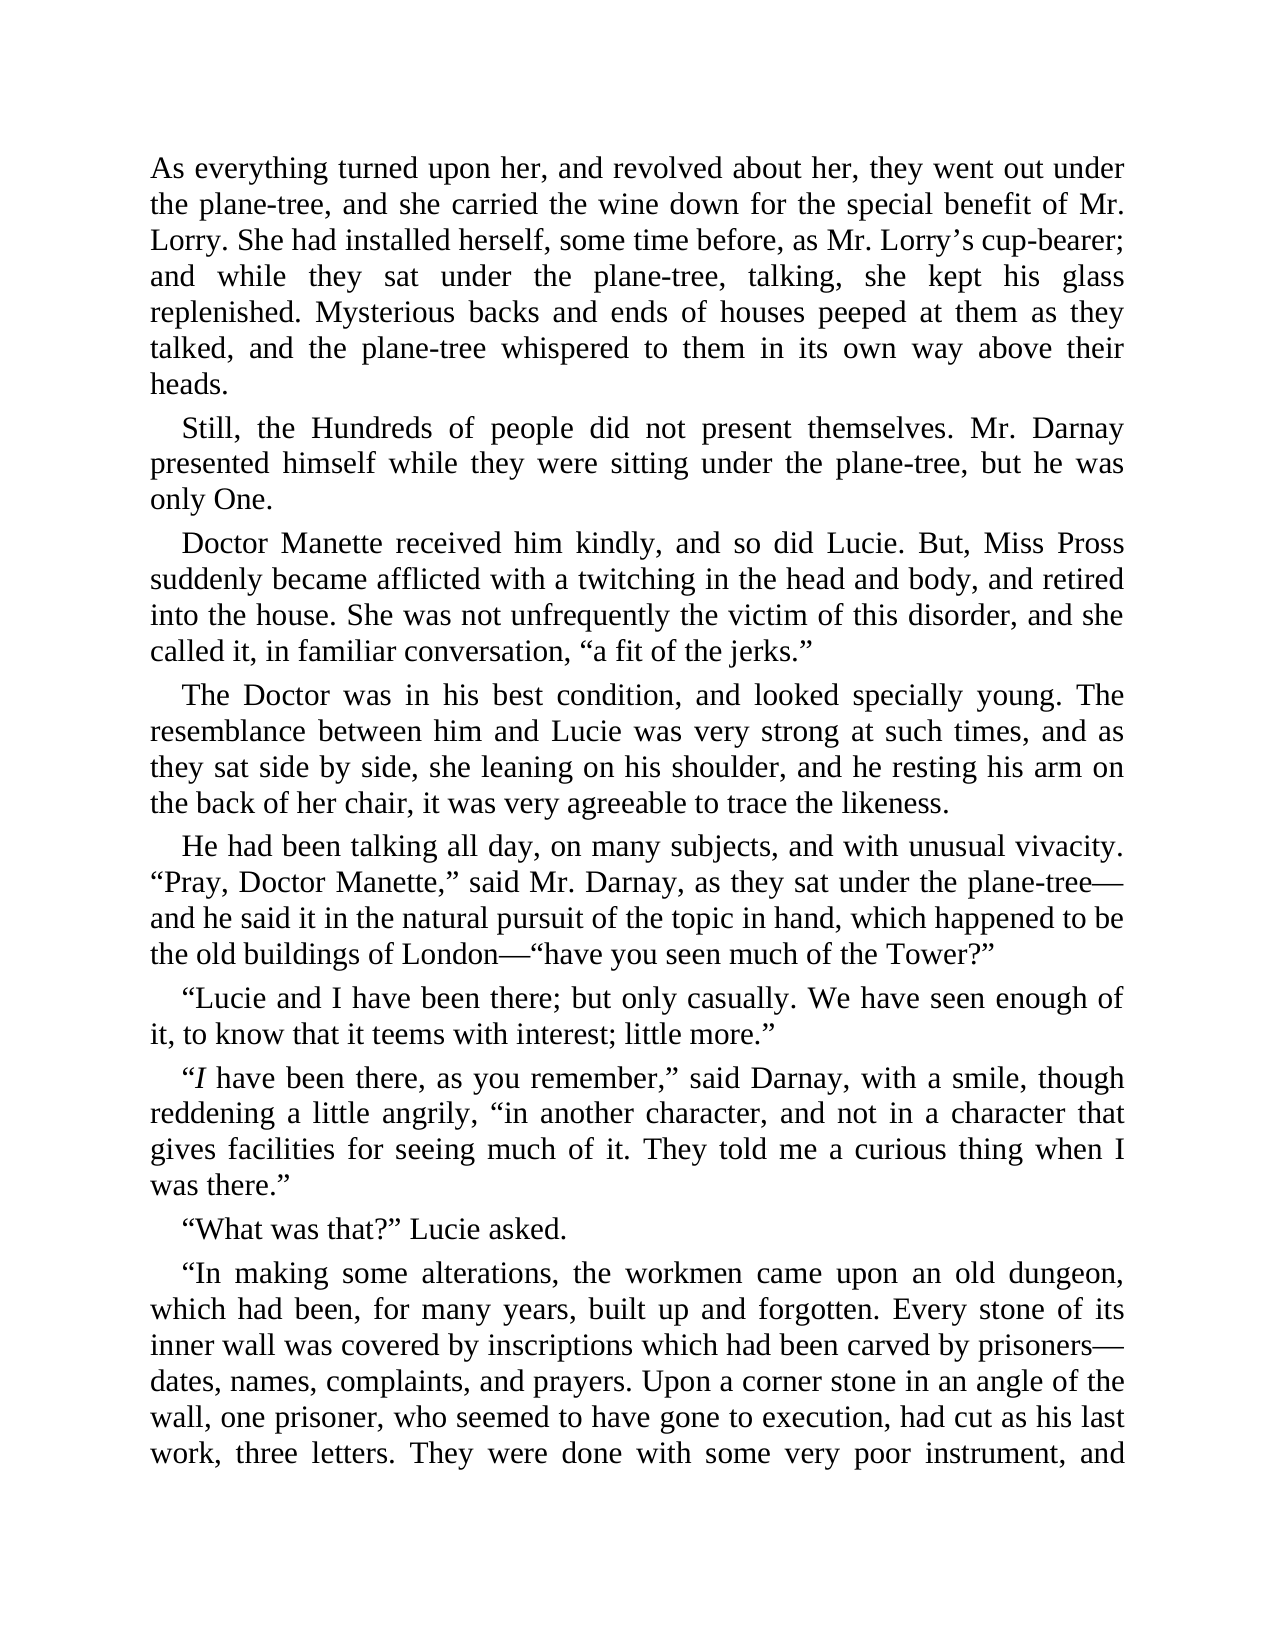 As everything turned upon her, and revolved about her, they went out under
the plane-tree, and she carried the wine down for the special benefit of Mr.
Lorry. She had installed herself, some time before, as Mr. Lorry’s cup-bearer;
and while they sat under the plane-tree, talking, she kept his glass
replenished. Mysterious backs and ends of houses peeped at them as they
talked, and the plane-tree whispered to them in its own way above their
heads.
Still, the Hundreds of people did not present themselves. Mr. Darnay
presented himself while they were sitting under the plane-tree, but he was
only One.
Doctor Manette received him kindly, and so did Lucie. But, Miss Pross
suddenly became afflicted with a twitching in the head and body, and retired
into the house. She was not unfrequently the victim of this disorder, and she
called it, in familiar conversation, “a fit of the jerks.”
The Doctor was in his best condition, and looked specially young. The
resemblance between him and Lucie was very strong at such times, and as
they sat side by side, she leaning on his shoulder, and he resting his arm on
the back of her chair, it was very agreeable to trace the likeness.
He had been talking all day, on many subjects, and with unusual vivacity.
“Pray, Doctor Manette,” said Mr. Darnay, as they sat under the plane-tree—
and he said it in the natural pursuit of the topic in hand, which happened to be
the old buildings of London—“have you seen much of the Tower?”
“Lucie and I have been there; but only casually. We have seen enough of
it, to know that it teems with interest; little more.”
“I have been there, as you remember,” said Darnay, with a smile, though
reddening a little angrily, “in another character, and not in a character that
gives facilities for seeing much of it. They told me a curious thing when I
was there.”
“What was that?” Lucie asked.
“In making some alterations, the workmen came upon an old dungeon,
which had been, for many years, built up and forgotten. Every stone of its
inner wall was covered by inscriptions which had been carved by prisoners—
dates, names, complaints, and prayers. Upon a corner stone in an angle of the
wall, one prisoner, who seemed to have gone to execution, had cut as his last
work, three letters. They were done with some very poor instrument, and